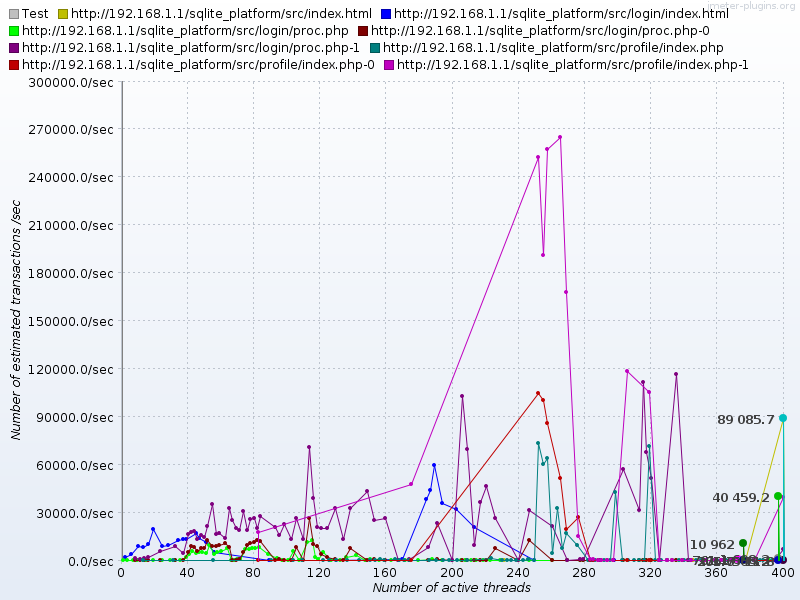 jmeter-plugins.org
Test http://192.168.1.1/sqlite_platform/src/index.html http://192.168.1.1/sqlite_platform/src/login/index.html
http://192.168.1.1/sqlite_platform/src/login/proc.php http://192.168.1.1/sqlite_platform/src/login/proc.php-0
http://192.168.1.1/sqlite_platform/src/login/proc.php-1 http://192.168.1.1/sqlite_platform/src/profile/index.php
http://192.168.1.1/sqlite_platform/src/profile/index.php-0 http://192.168.1.1/sqlite_platform/src/profile/index.php-1
300000.0/sec
270000.0/sec
240000.0/sec
210000.0/sec
180000.0/sec
150000.0/sec
120000.0/sec
90000.0/sec
60000.0/sec
30000.0/sec
0.0/sec
Number of estimated transactions /sec
89 085.7
40 459.2
10 962
0 40 80 120 160 200 240 280 320 360 400
Number of active threads